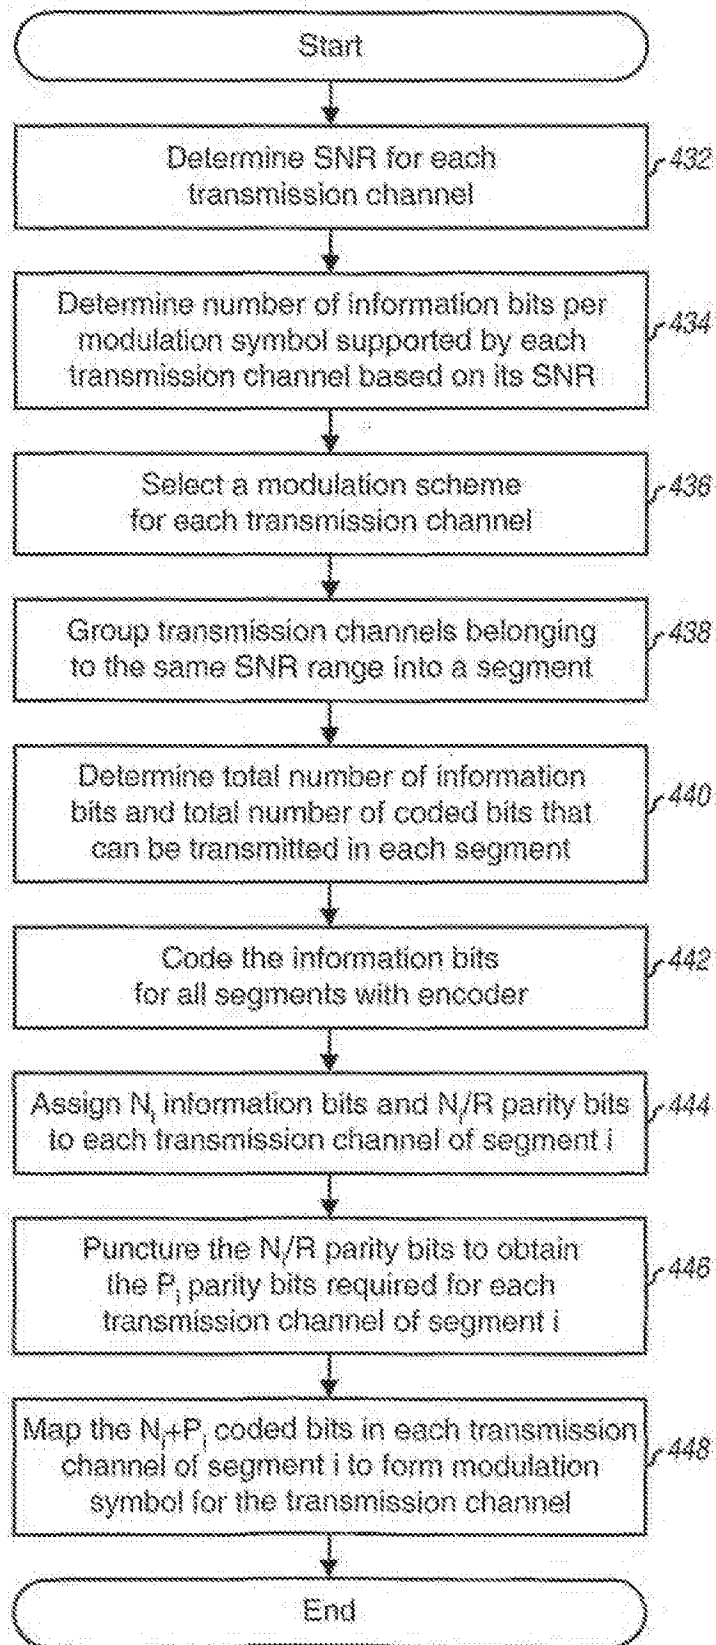 Start
Determine SNR for each
transmission channel
432
Determine number of information bits per
modulation symbol supported by each
transmission channel based on its SNR
434
Select a modulation scheme
for each transmission channel
436
Group transmission channels belonging
to the same SNR range into a segment
438
Determine total number of information
bits and total number of coded bits that
can be transmitted in each segment
440
Code the information bits
for all segments with encoder
442
Assign Nᵢ information bits and Nᵢ/R parity bits
to each transmission channel of segment i
444
Puncture the Nᵢ/R parity bits to obtain
the Pᵢ parity bits required for each
transmission channel of segment i
446
Map the Nᵢ+Pᵢ coded bits in each transmission
channel of segment i to form modulation
symbol for the transmission channel
448
End